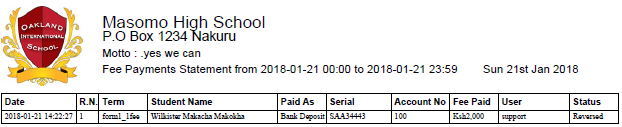 OAKLAND
INTERNATIONAL
SCHOOL
Masomo High School
P.O Box 1234 Nakuru
Motto : .yes we can
Fee Payments Statement from 2018-01-21 00:00 to 2018-01-21 23:59 Sun 21st Jan 2018
Date R.N. Term Student Name Paid As Serial Account No Fee Paid User Status
2018-01-21 14:22:27 1 form1_1fee Wilkister Makacha Makokha Bank Deposit SAA34443 100 Ksh2,000 support Reversed